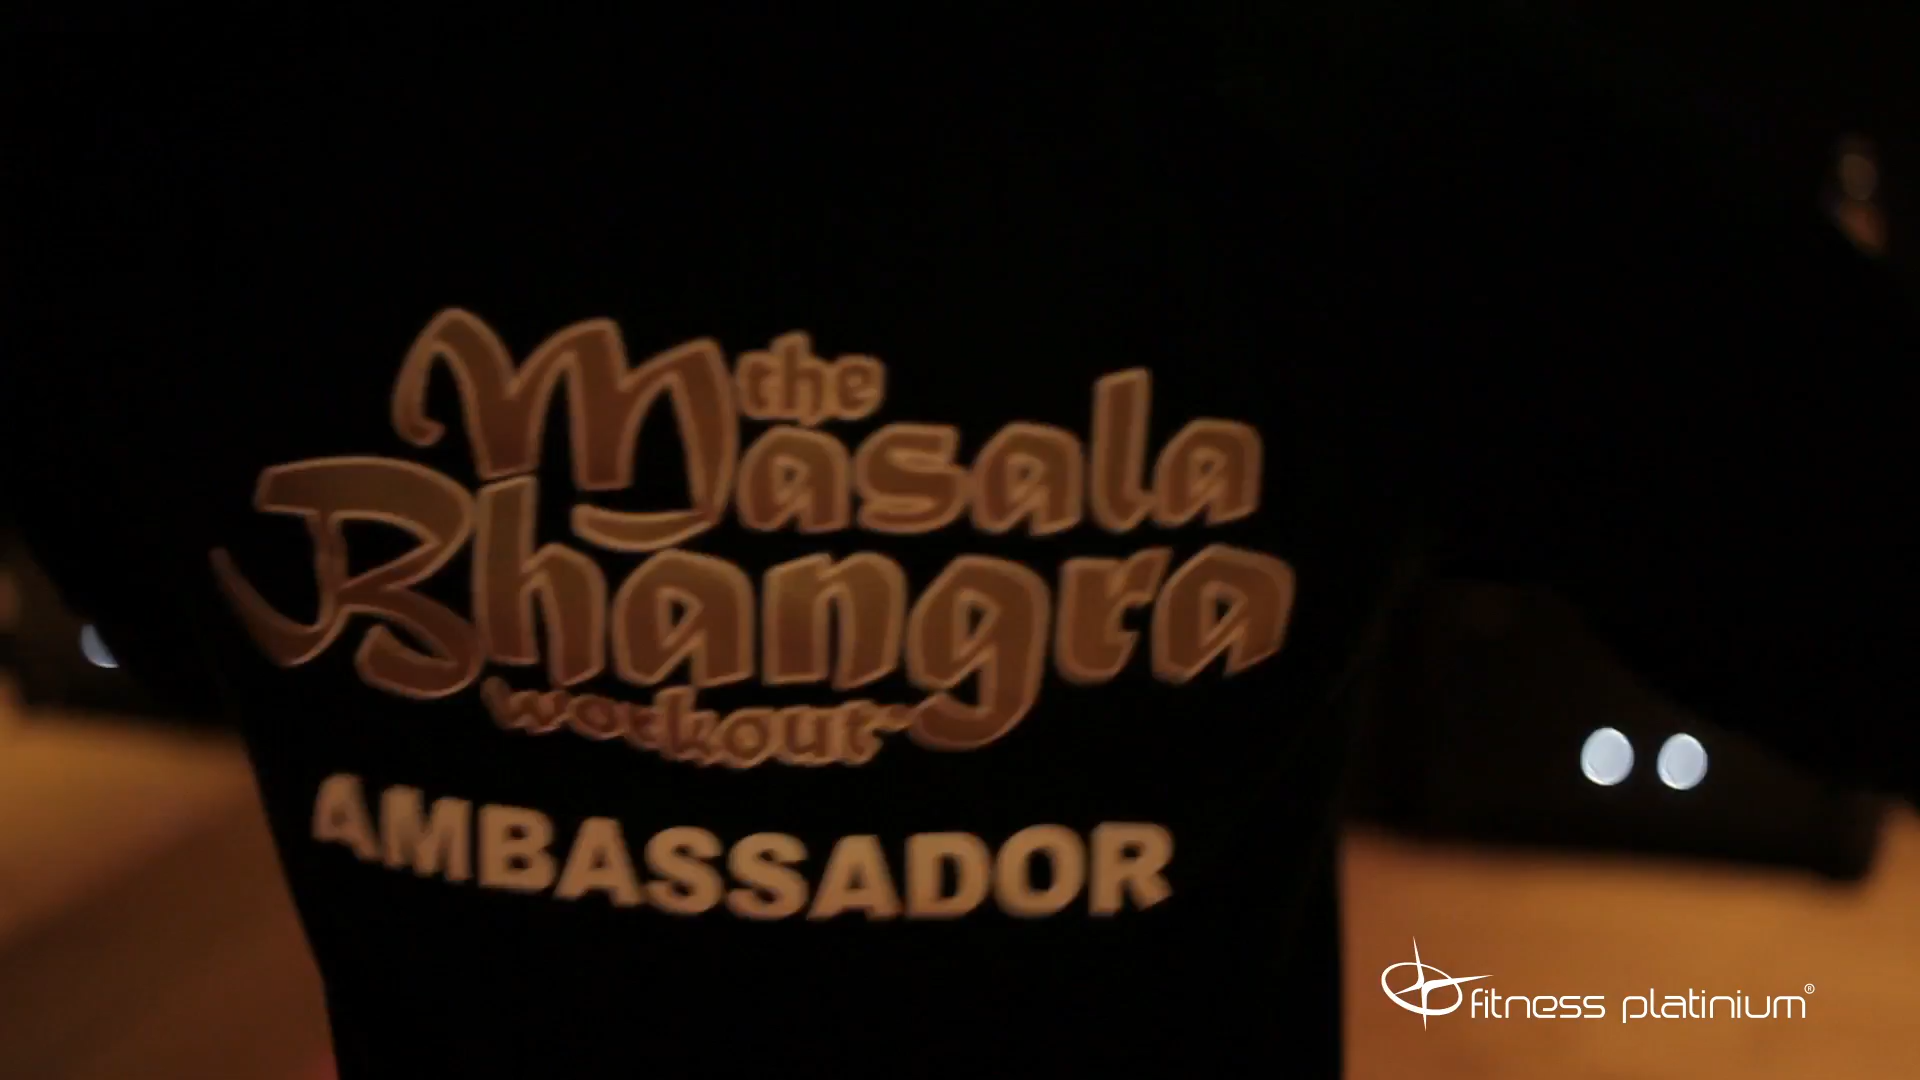 the
Masala
Bhangra
workout
AMBASSADOR
fitness platinium®